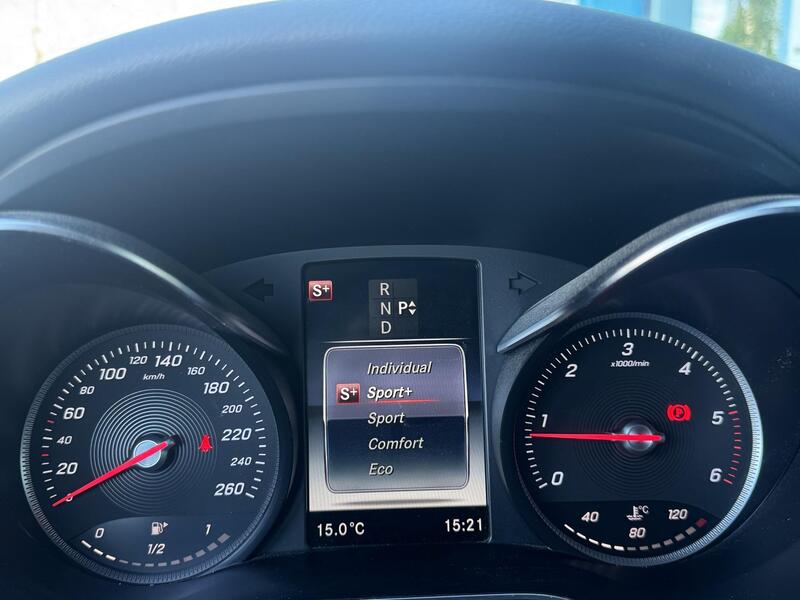 S+
R
N P
D
Individual
S+ Sport+
Sport
Comfort
Eco
15.0°C 15:21
0
20
40
60
80
100
120
140
160
180
200
220
240
260
km/h
0 1/2 1
0
1
2
3
4
5
6
x1000/min
P
°C
40 80 120